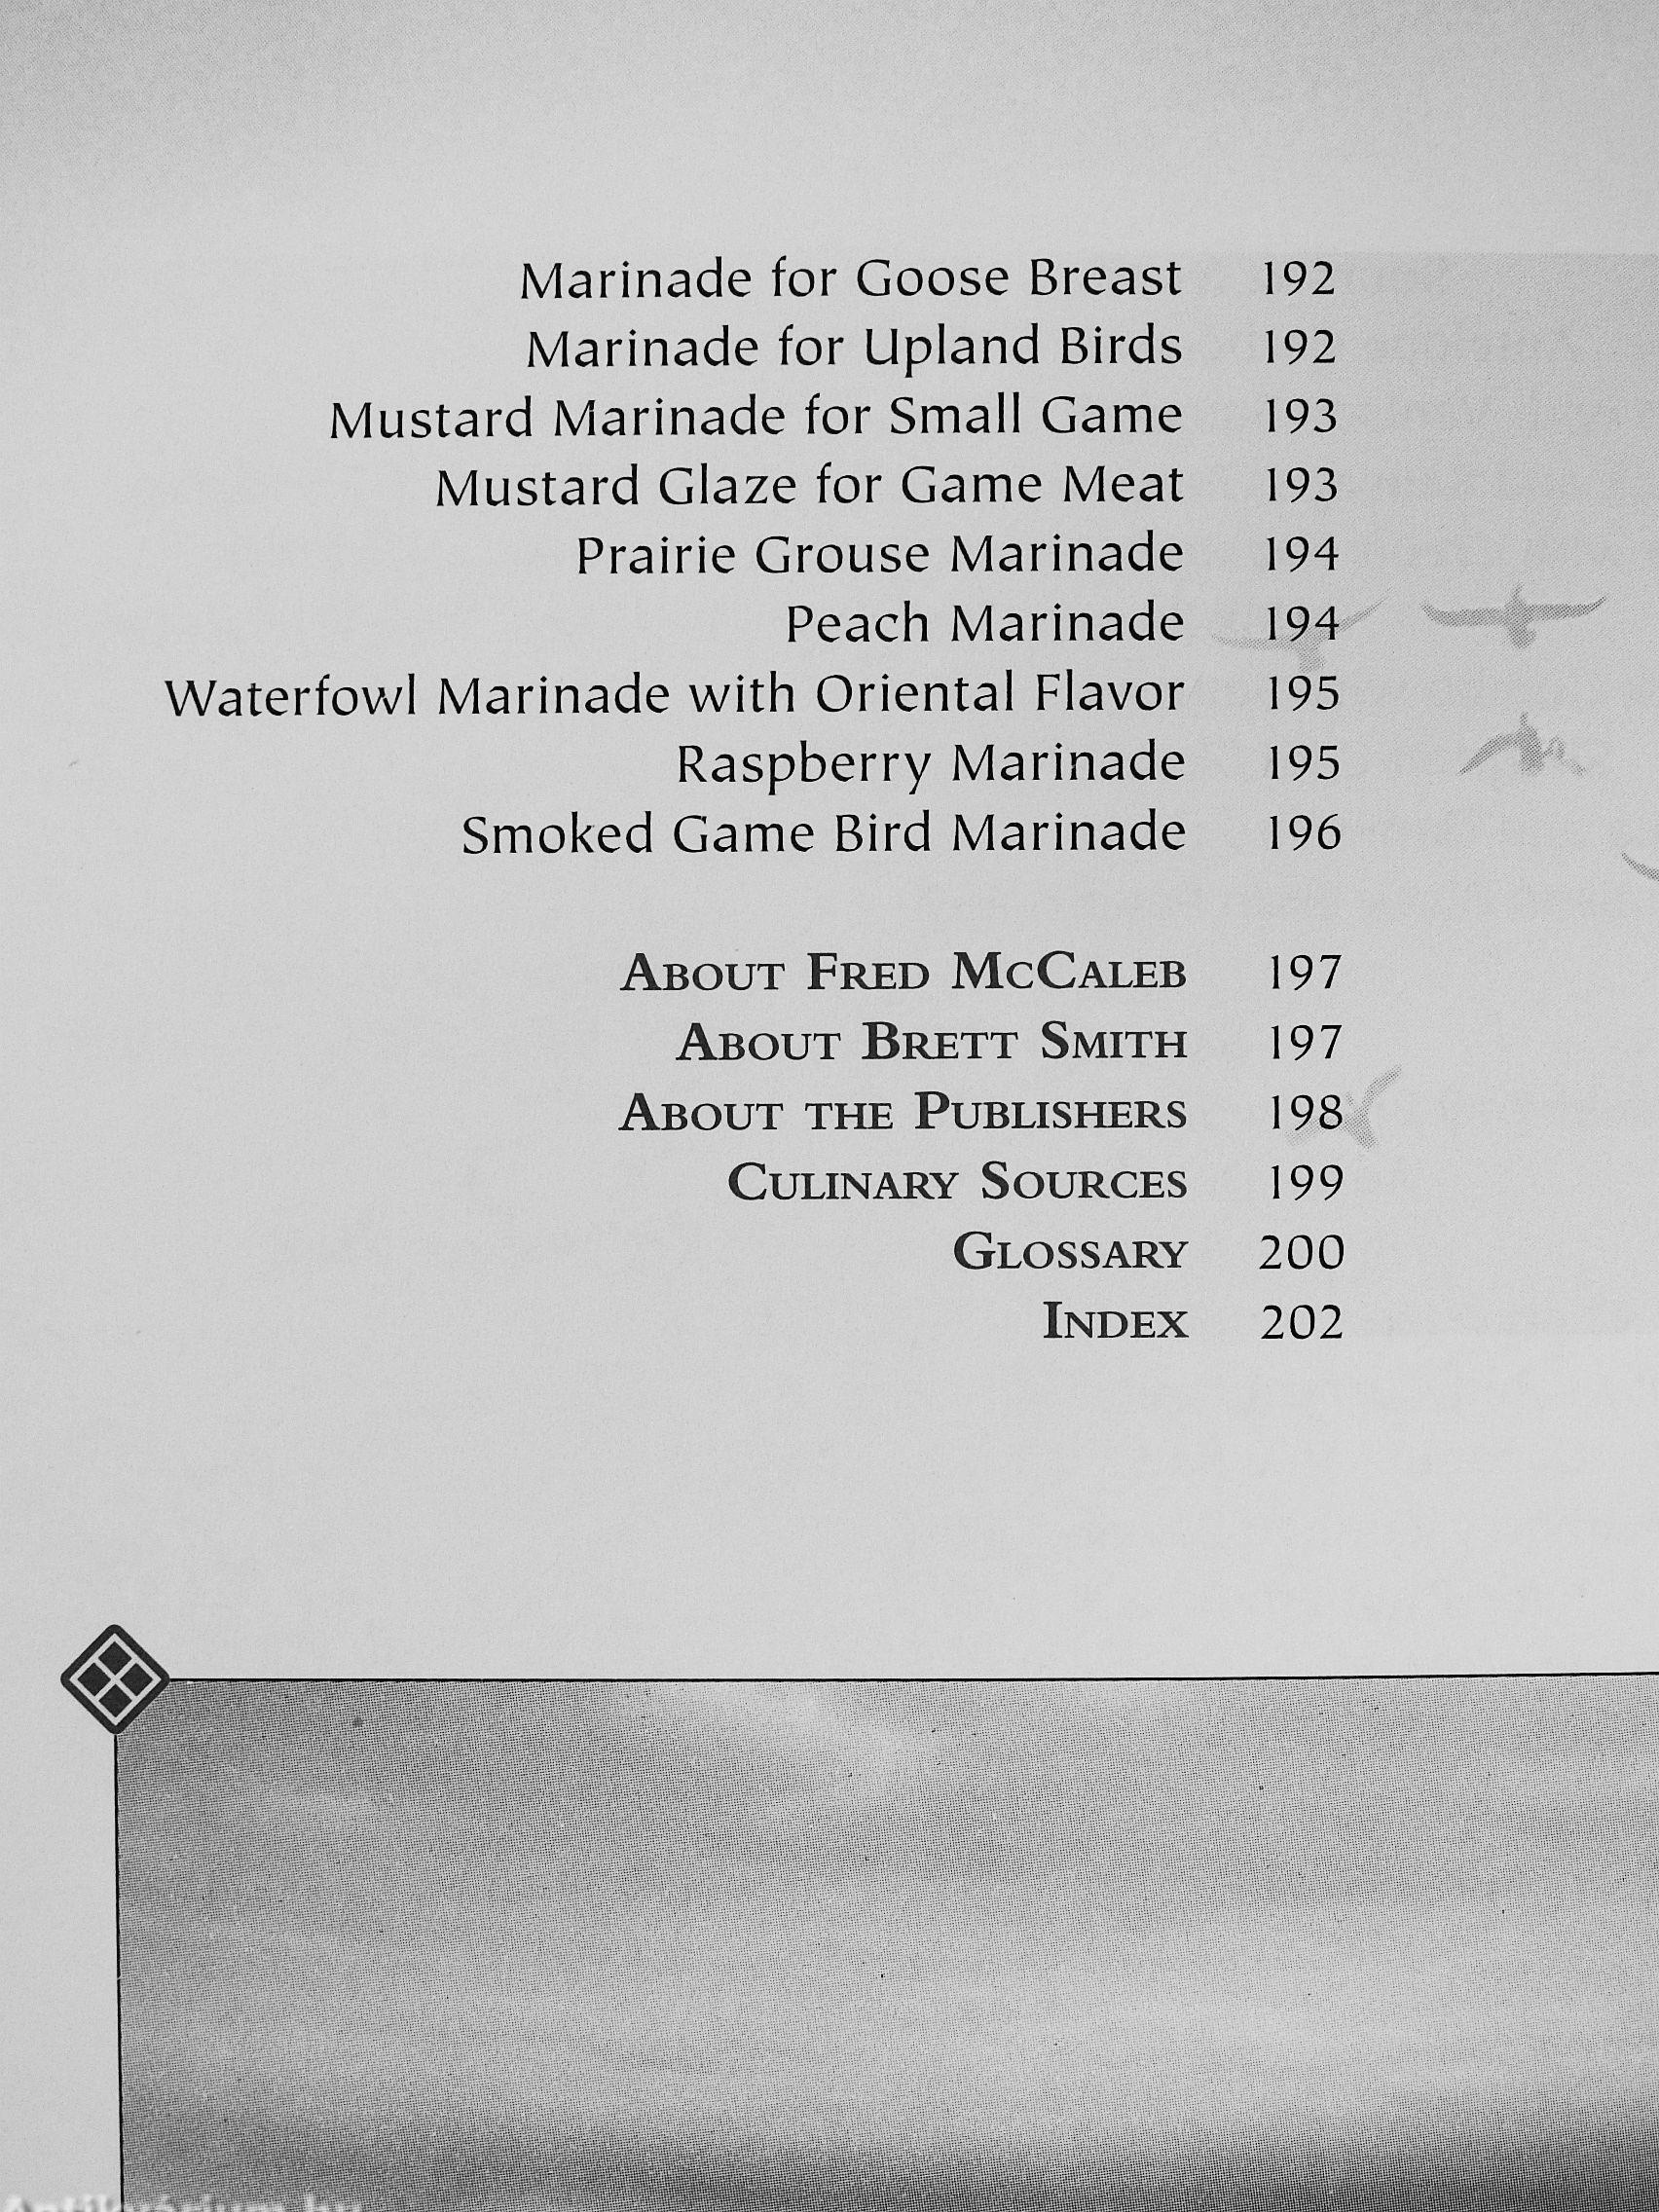 Marinade for Goose Breast 192
Marinade for Upland Birds 192
Mustard Marinade for Small Game 193
Mustard Glaze for Game Meat 193
Prairie Grouse Marinade 194
Peach Marinade 194
Waterfowl Marinade with Oriental Flavor 195
Raspberry Marinade 195
Smoked Game Bird Marinade 196
About Fred McCaleb 197
About Brett Smith 197
About the Publishers 198
Culinary Sources 199
Glossary 200
Index 202